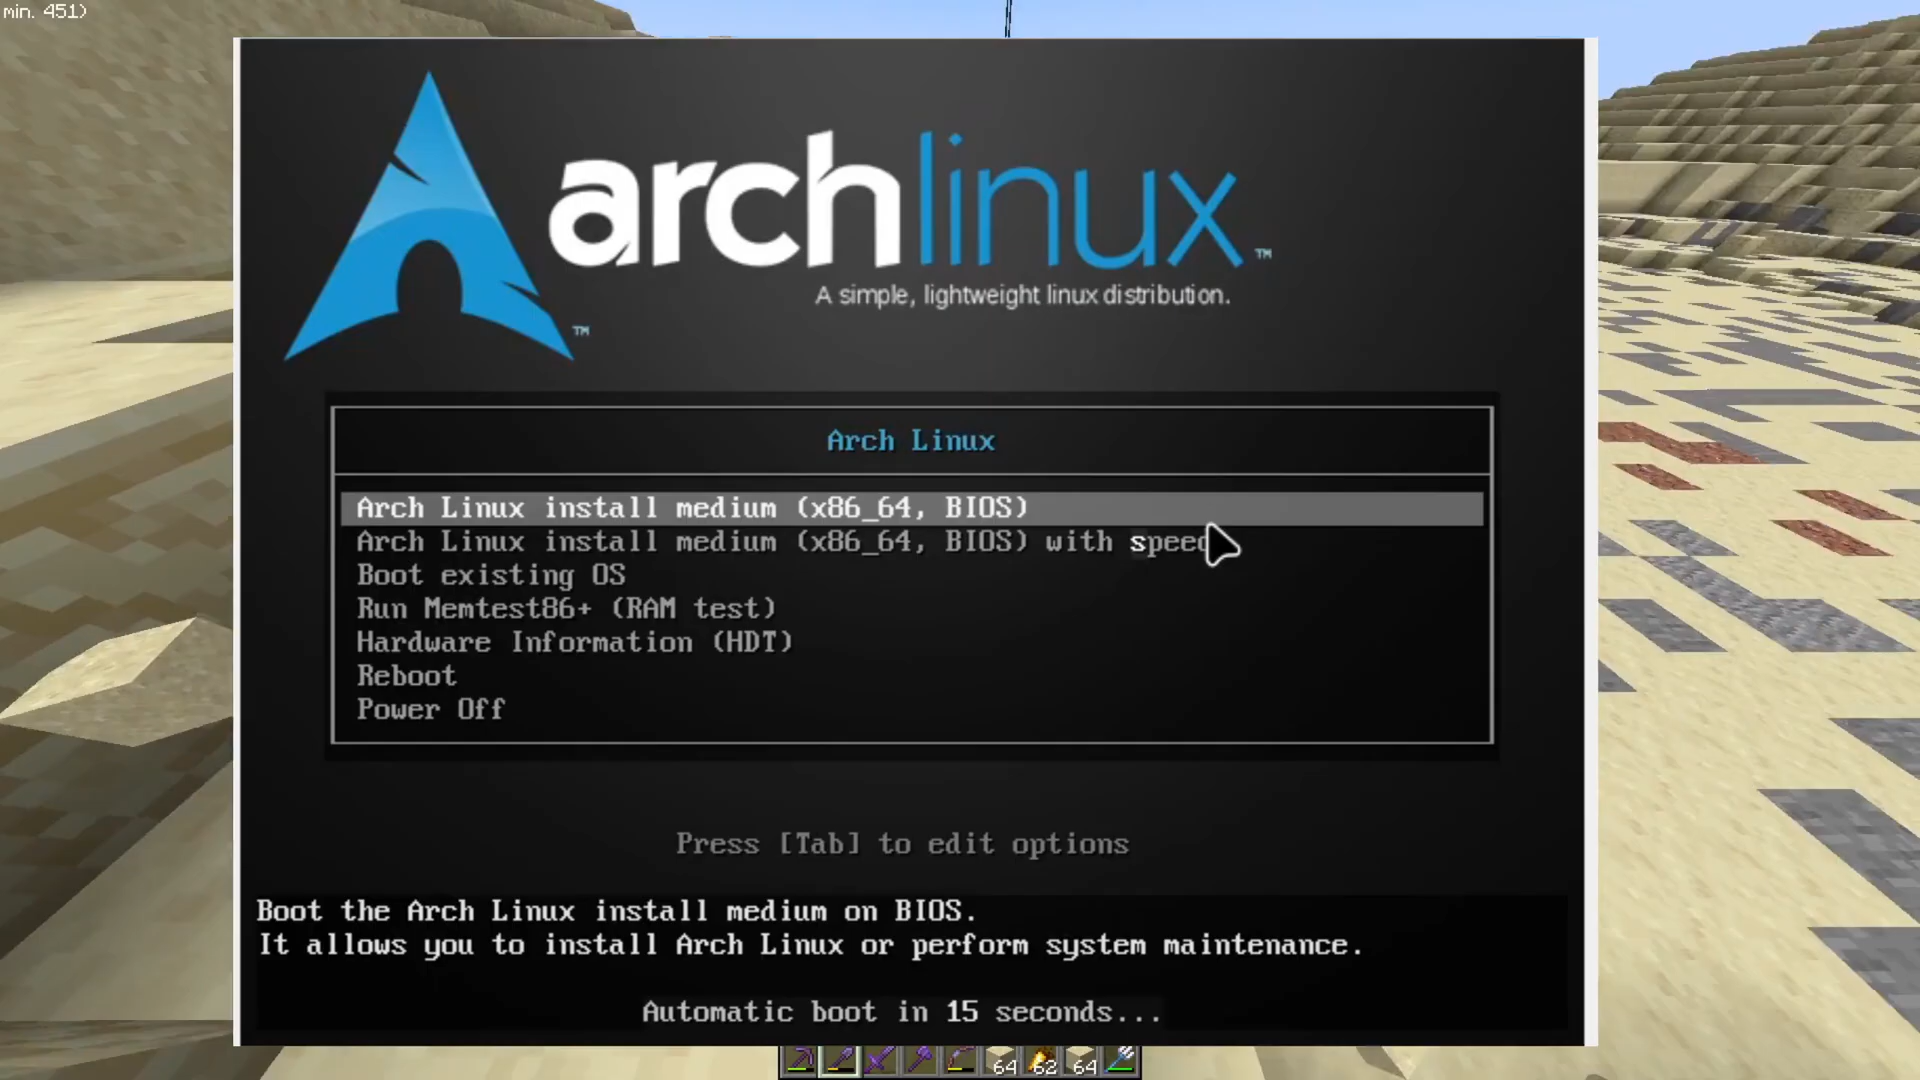 min. 451)
archlinux™
A simple, lightweight linux distribution.
™
Arch Linux
Arch Linux install medium (x86_64, BIOS)
Arch Linux install medium (x86_64, BIOS) with speec
Boot existing OS
Run Memtest86+ (RAM test)
Hardware Information (HDT)
Reboot
Power Off
Press [Tab] to edit options
Boot the Arch Linux install medium on BIOS.
It allows you to install Arch Linux or perform system maintenance.
Automatic boot in 15 seconds...
64 62 64